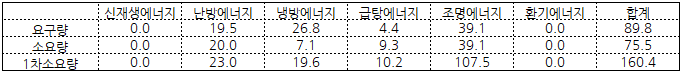 신재생에너지 난방에너지 냉방에너지 급탕에너지 조명에너지 환기에너지 합계
요구량 0.0 19.5 26.8 4.4 39.1 0.0 89.8
소요량 0.0 20.0 7.1 9.3 39.1 0.0 75.5
1차소요량 0.0 23.0 19.6 10.2 107.5 0.0 160.4